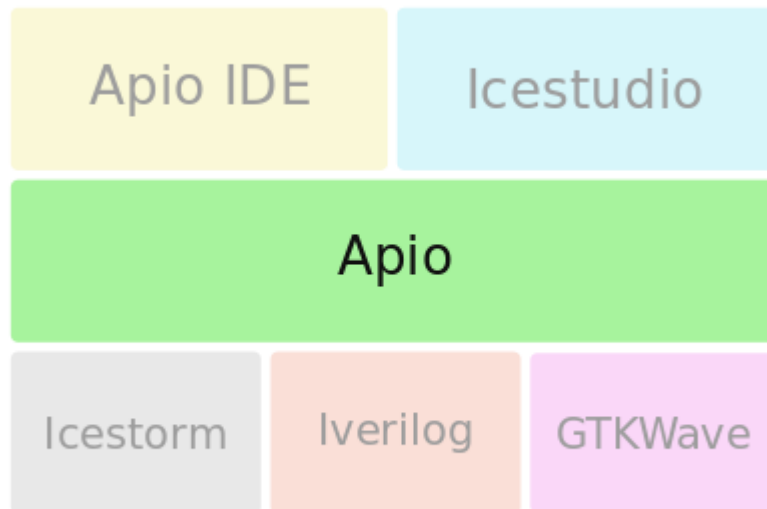 Apio IDE
Icestudio
Apio
Icestorm
Iverilog
GTKWave